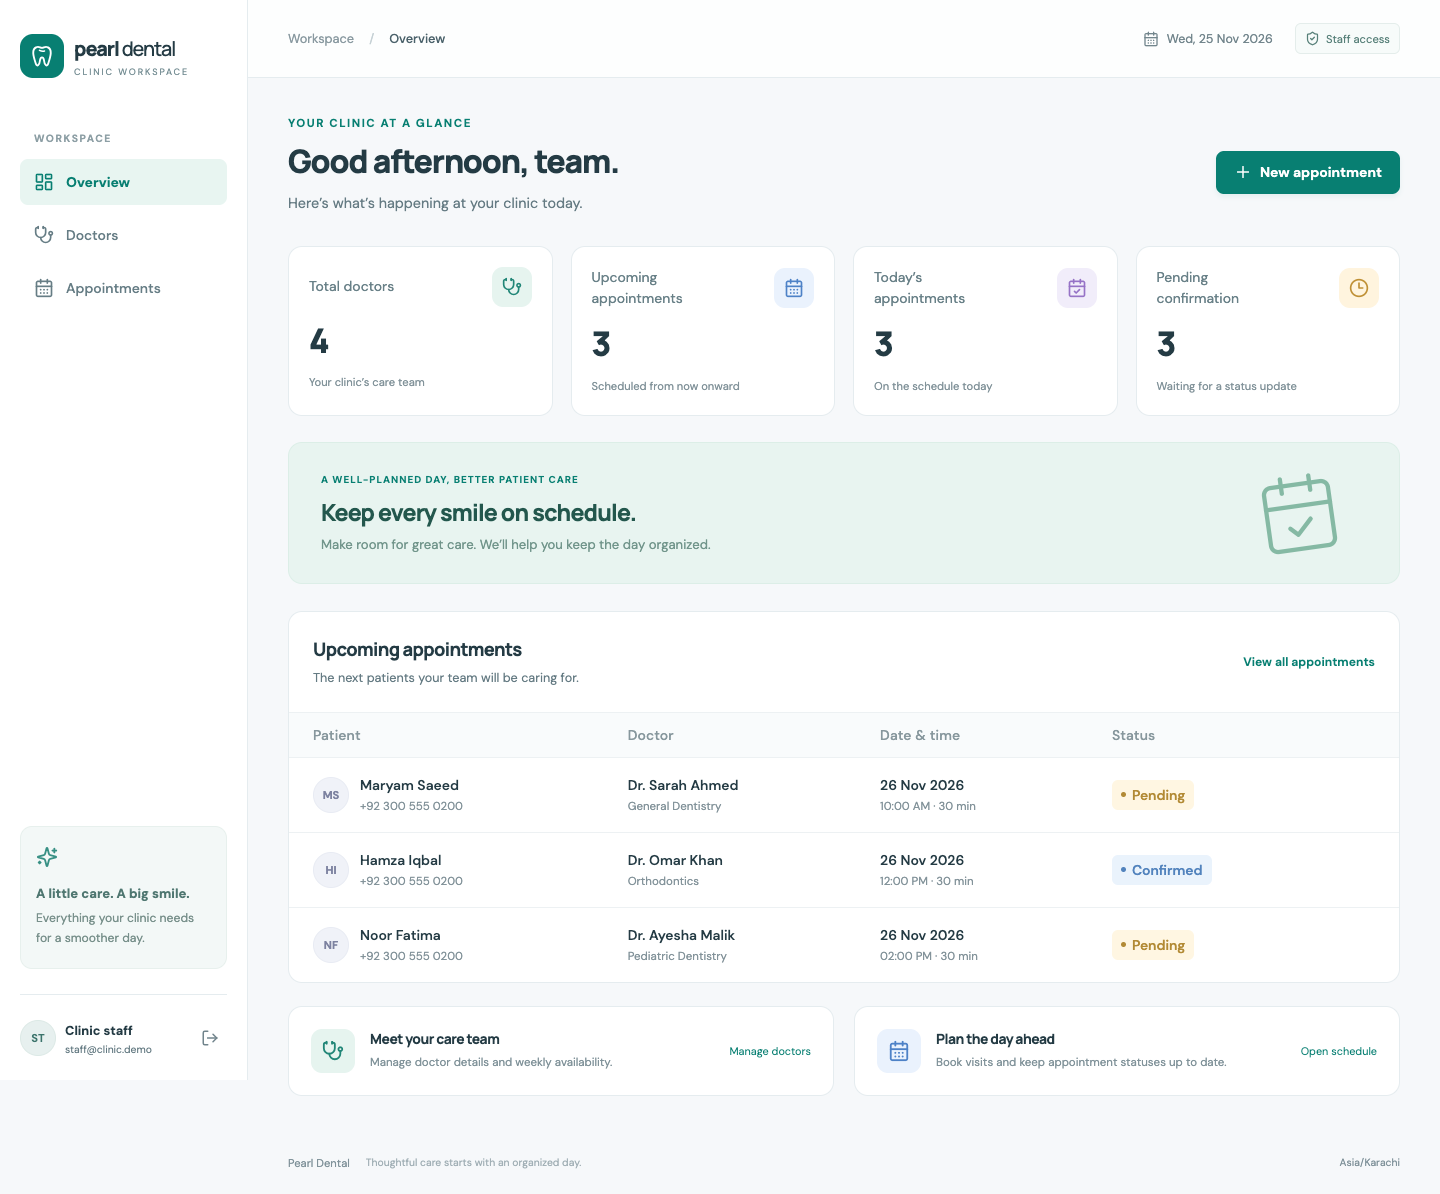 pearl dental
CLINIC WORKSPACE
WORKSPACE
Overview
Doctors
Appointments
A little care. A big smile.
Everything your clinic needs
for a smoother day.
ST
Clinic staff
staff@clinic.demo
Workspace / Overview
Wed, 25 Nov 2026
Staff access
YOUR CLINIC AT A GLANCE
Good afternoon, team.
Here’s what’s happening at your clinic today.
New appointment
Total doctors
4
Your clinic’s care team
Upcoming
appointments
3
Scheduled from now onward
Today’s
appointments
3
On the schedule today
Pending
confirmation
3
Waiting for a status update
A WELL-PLANNED DAY, BETTER PATIENT CARE
Keep every smile on schedule.
Make room for great care. We’ll help you keep the day organized.
Upcoming appointments
The next patients your team will be caring for.
View all appointments
Patient Doctor Date & time Status
MS Maryam Saeed Dr. Sarah Ahmed 26 Nov 2026 Pending
+92 300 555 0200 General Dentistry 10:00 AM · 30 min
HI Hamza Iqbal Dr. Omar Khan 26 Nov 2026 Confirmed
+92 300 555 0200 Orthodontics 12:00 PM · 30 min
NF Noor Fatima Dr. Ayesha Malik 26 Nov 2026 Pending
+92 300 555 0200 Pediatric Dentistry 02:00 PM · 30 min
Meet your care team
Manage doctor details and weekly availability.
Manage doctors
Plan the day ahead
Book visits and keep appointment statuses up to date.
Open schedule
Pearl Dental Thoughtful care starts with an organized day.
Asia/Karachi